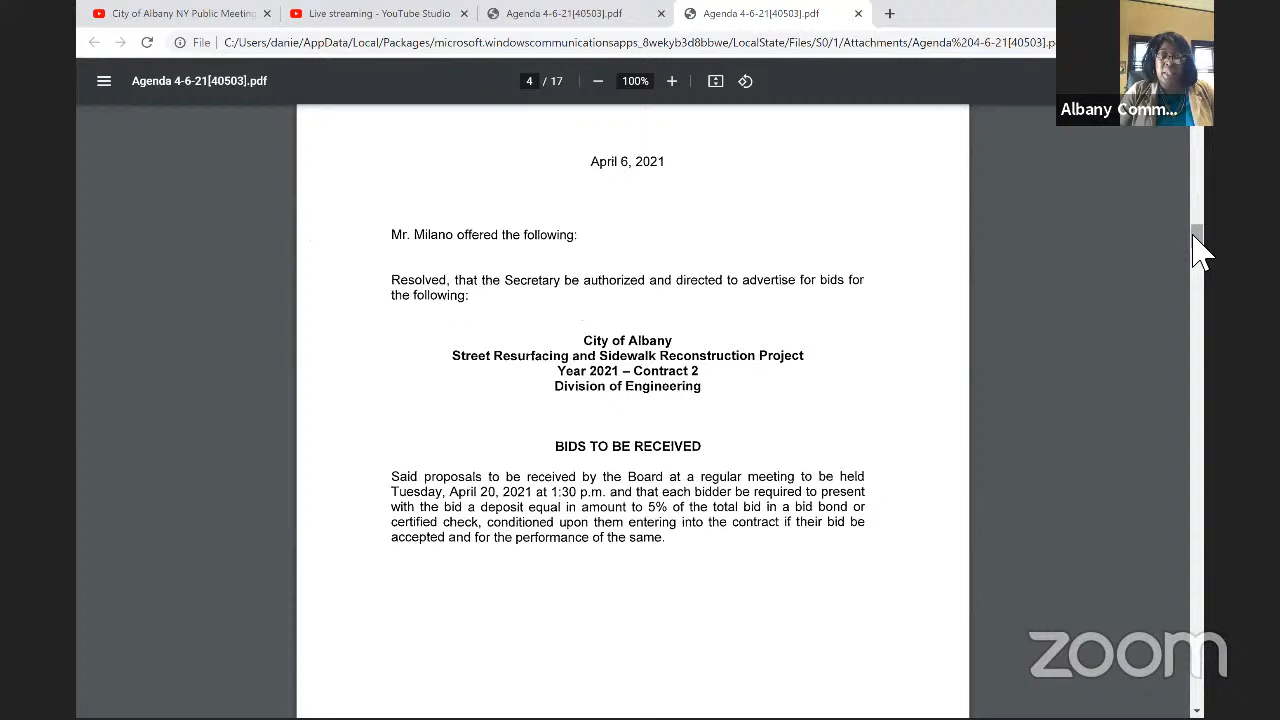 City of Albany NY Public Meeting
Live streaming - YouTube Studio
Agenda 4-6-21[40503].pdf
Agenda 4-6-21[40503].pdf
File
C:/Users/danie/AppData/Local/Packages/microsoft.windowscommunicationsapps_8wekyb3d8bbwe/LocalState/Files/S0/1/Attachments/Agenda%204-6-21[40503].p
Agenda 4-6-21[40503].pdf
4 / 17
100%
Albany Comm...
April 6, 2021
Mr. Milano offered the following:
Resolved, that the Secretary be authorized and directed to advertise for bids for
the following:
City of Albany
Street Resurfacing and Sidewalk Reconstruction Project
Year 2021 – Contract 2
Division of Engineering
BIDS TO BE RECEIVED
Said proposals to be received by the Board at a regular meeting to be held
Tuesday, April 20, 2021 at 1:30 p.m. and that each bidder be required to present
with the bid a deposit equal in amount to 5% of the total bid in a bid bond or
certified check, conditioned upon them entering into the contract if their bid be
accepted and for the performance of the same.
zoom